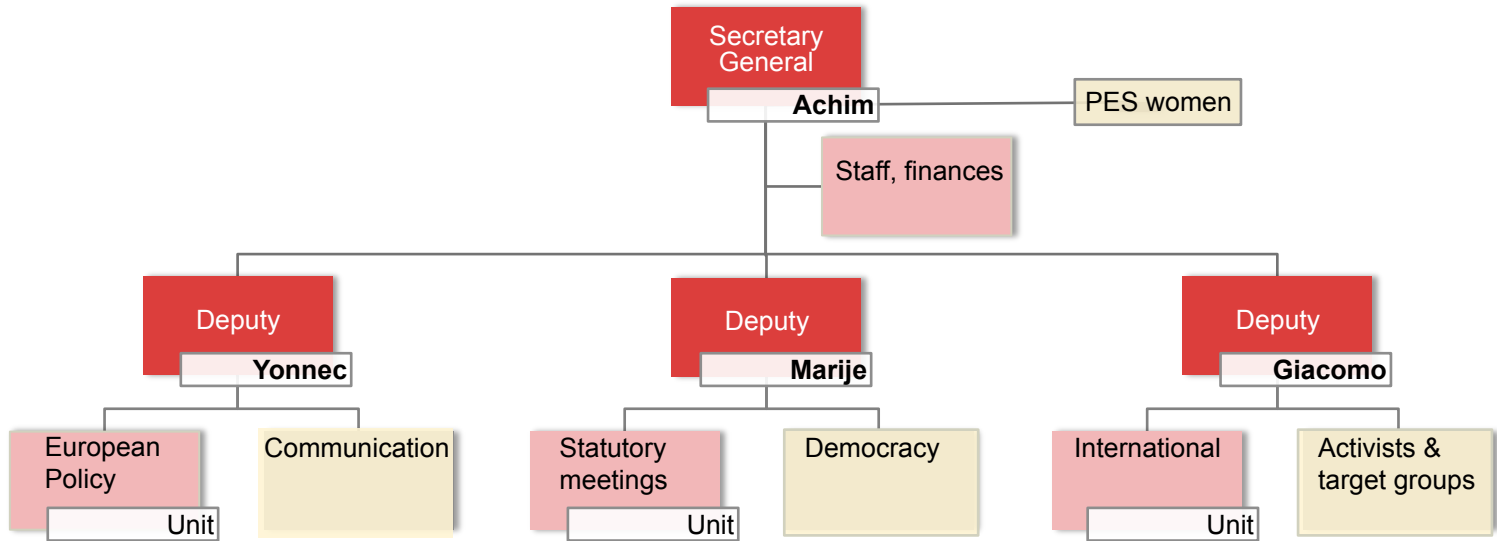 Secretary
General
Achim
PES women
Staff, finances
Deputy
Yonnec
Deputy
Marije
Deputy
Giacomo
European
Policy
Unit
Communication
Statutory
meetings
Unit
Democracy
International
Unit
Activists &
target groups